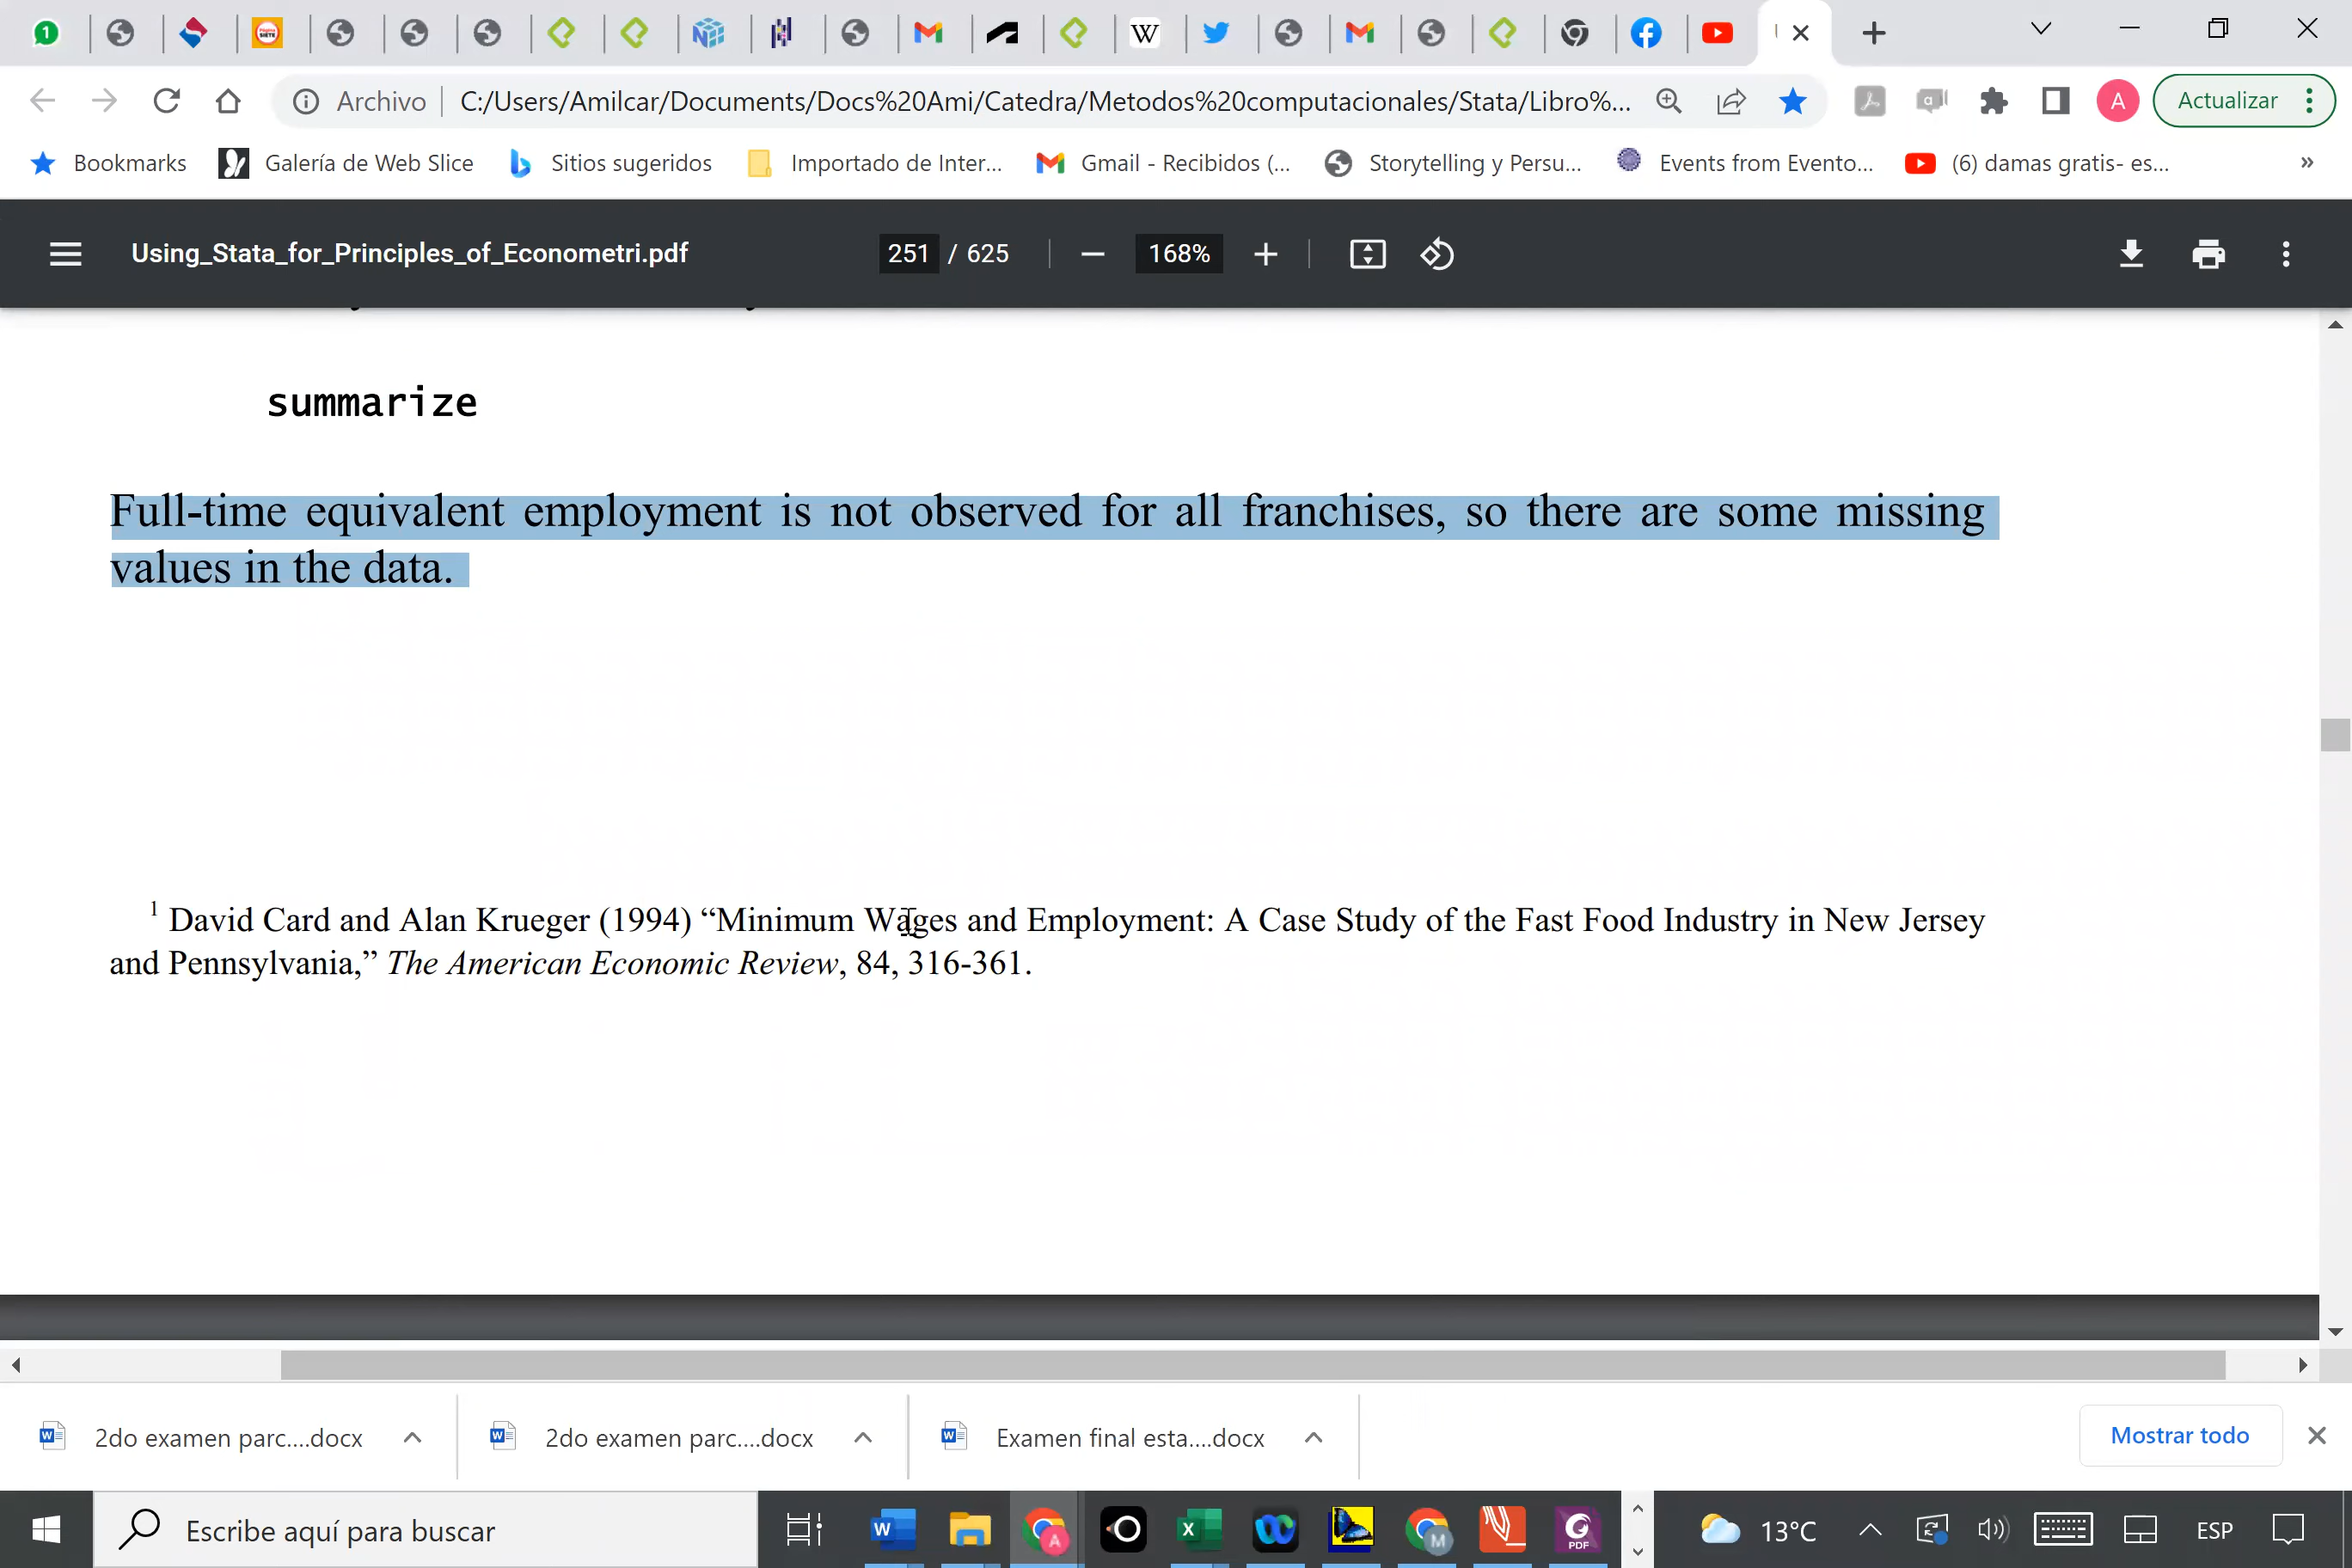 Archivo
C:/Users/Amilcar/Documents/Docs%20Ami/Catedra/Metodos%20computacionales/Stata/Libro%...
A
Actualizar
Bookmarks
Galería de Web Slice
Sitios sugeridos
Importado de Inter...
Gmail - Recibidos (...
Storytelling y Persu...
Events from Evento...
(6) damas gratis- es...
»
Using_Stata_for_Principles_of_Econometri.pdf
251 / 625
168%
summarize
Full-time equivalent employment is not observed for all franchises, so there are some missing
values in the data.
1 David Card and Alan Krueger (1994) “Minimum Wages and Employment: A Case Study of the Fast Food Industry in New Jersey
and Pennsylvania,” The American Economic Review, 84, 316-361.
2do examen parc....docx
2do examen parc....docx
Examen final esta....docx
Mostrar todo
Escribe aquí para buscar
13°C
ESP